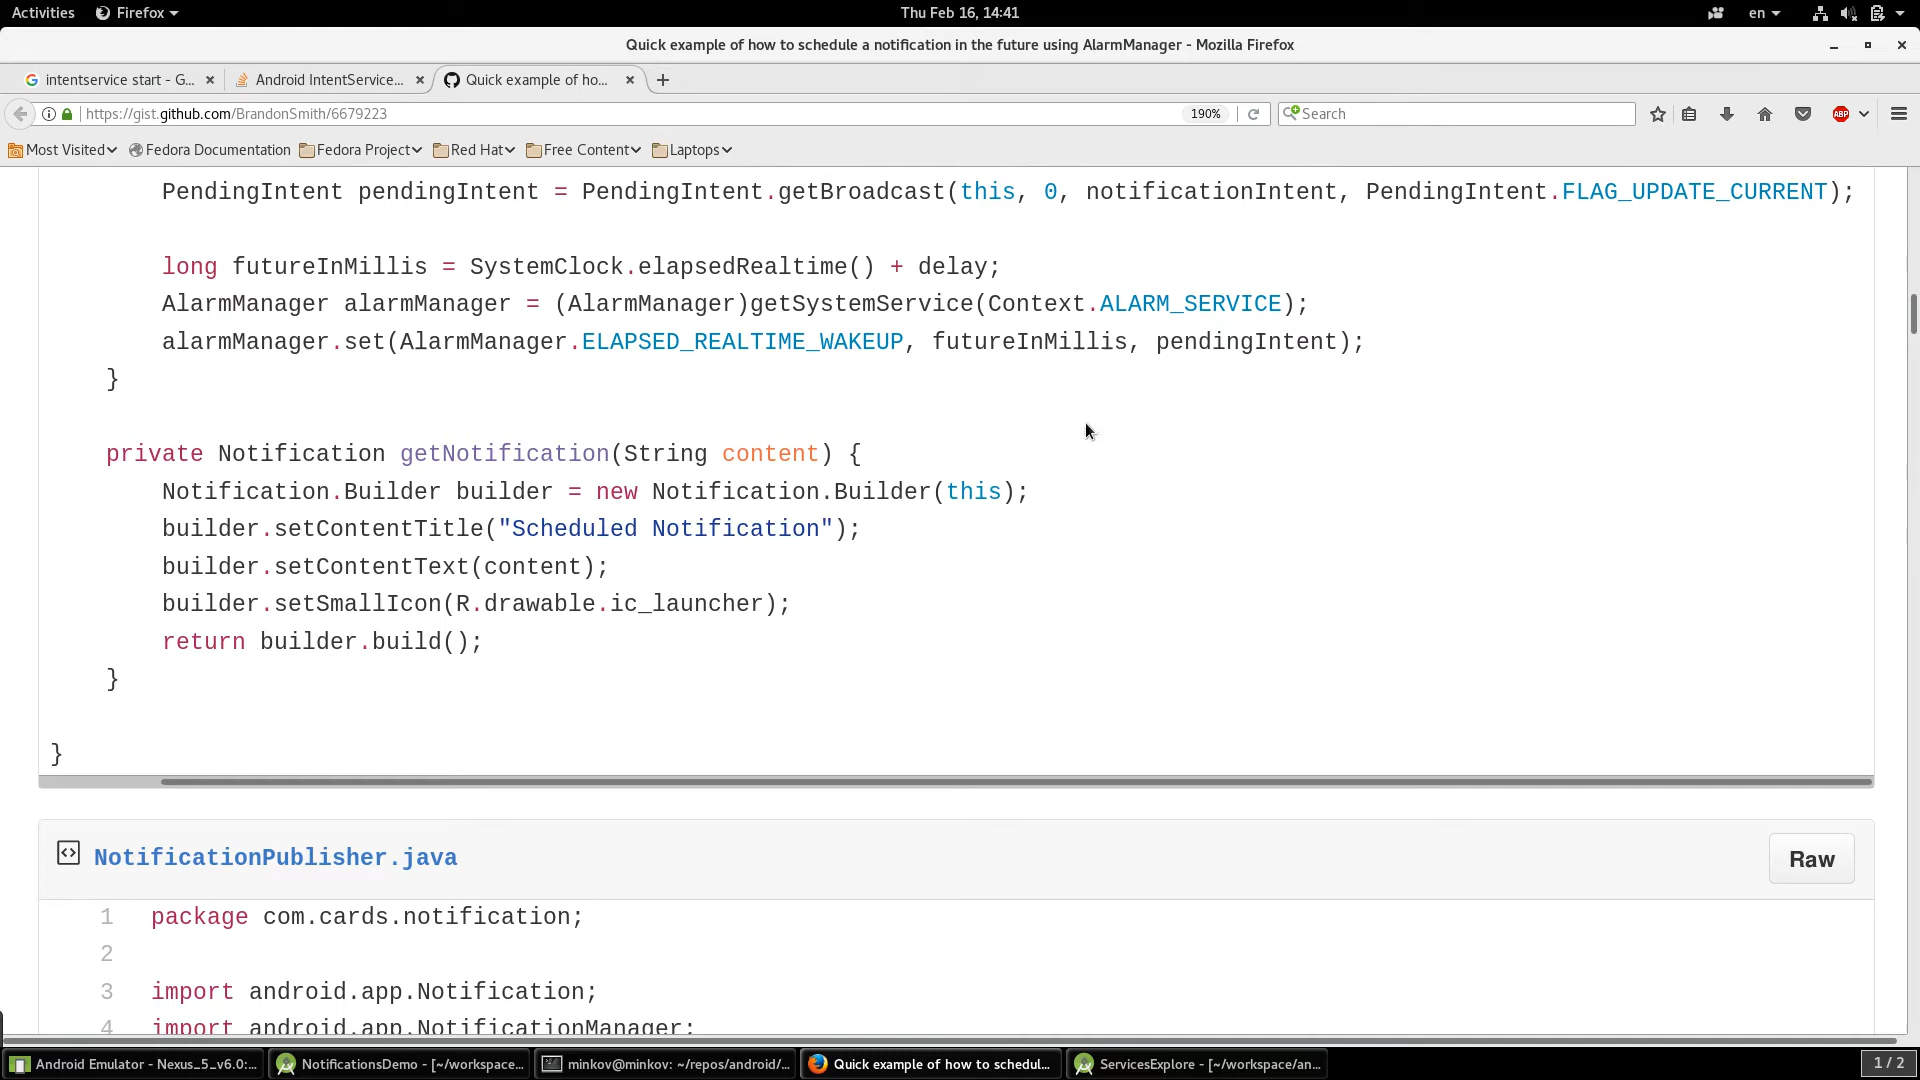 Activities Firefox Thu Feb 16, 14:41 en
Quick example of how to schedule a notification in the future using AlarmManager - Mozilla Firefox
intentservice start - G... Android IntentService... Quick example of ho...
https://gist.github.com/BrandonSmith/6679223 190% Search ABP
Most Visited Fedora Documentation Fedora Project Red Hat Free Content Laptops
PendingIntent pendingIntent = PendingIntent.getBroadcast(this, 0, notificationIntent, PendingIntent.FLAG_UPDATE_CURRENT);
long futureInMillis = SystemClock.elapsedRealtime() + delay;
AlarmManager alarmManager = (AlarmManager)getSystemService(Context.ALARM_SERVICE);
alarmManager.set(AlarmManager.ELAPSED_REALTIME_WAKEUP, futureInMillis, pendingIntent);
}
private Notification getNotification(String content) {
Notification.Builder builder = new Notification.Builder(this);
builder.setContentTitle("Scheduled Notification");
builder.setContentText(content);
builder.setSmallIcon(R.drawable.ic_launcher);
return builder.build();
}
}
NotificationPublisher.java Raw
1 package com.cards.notification;
2
3 import android.app.Notification;
4 import android.app.NotificationManager;
Android Emulator - Nexus_5_v6.0:... NotificationsDemo - [~/workspace... minkov@minkov: ~/repos/android/... Quick example of how to schedul... ServicesExplore - [~/workspace/an... 1 / 2